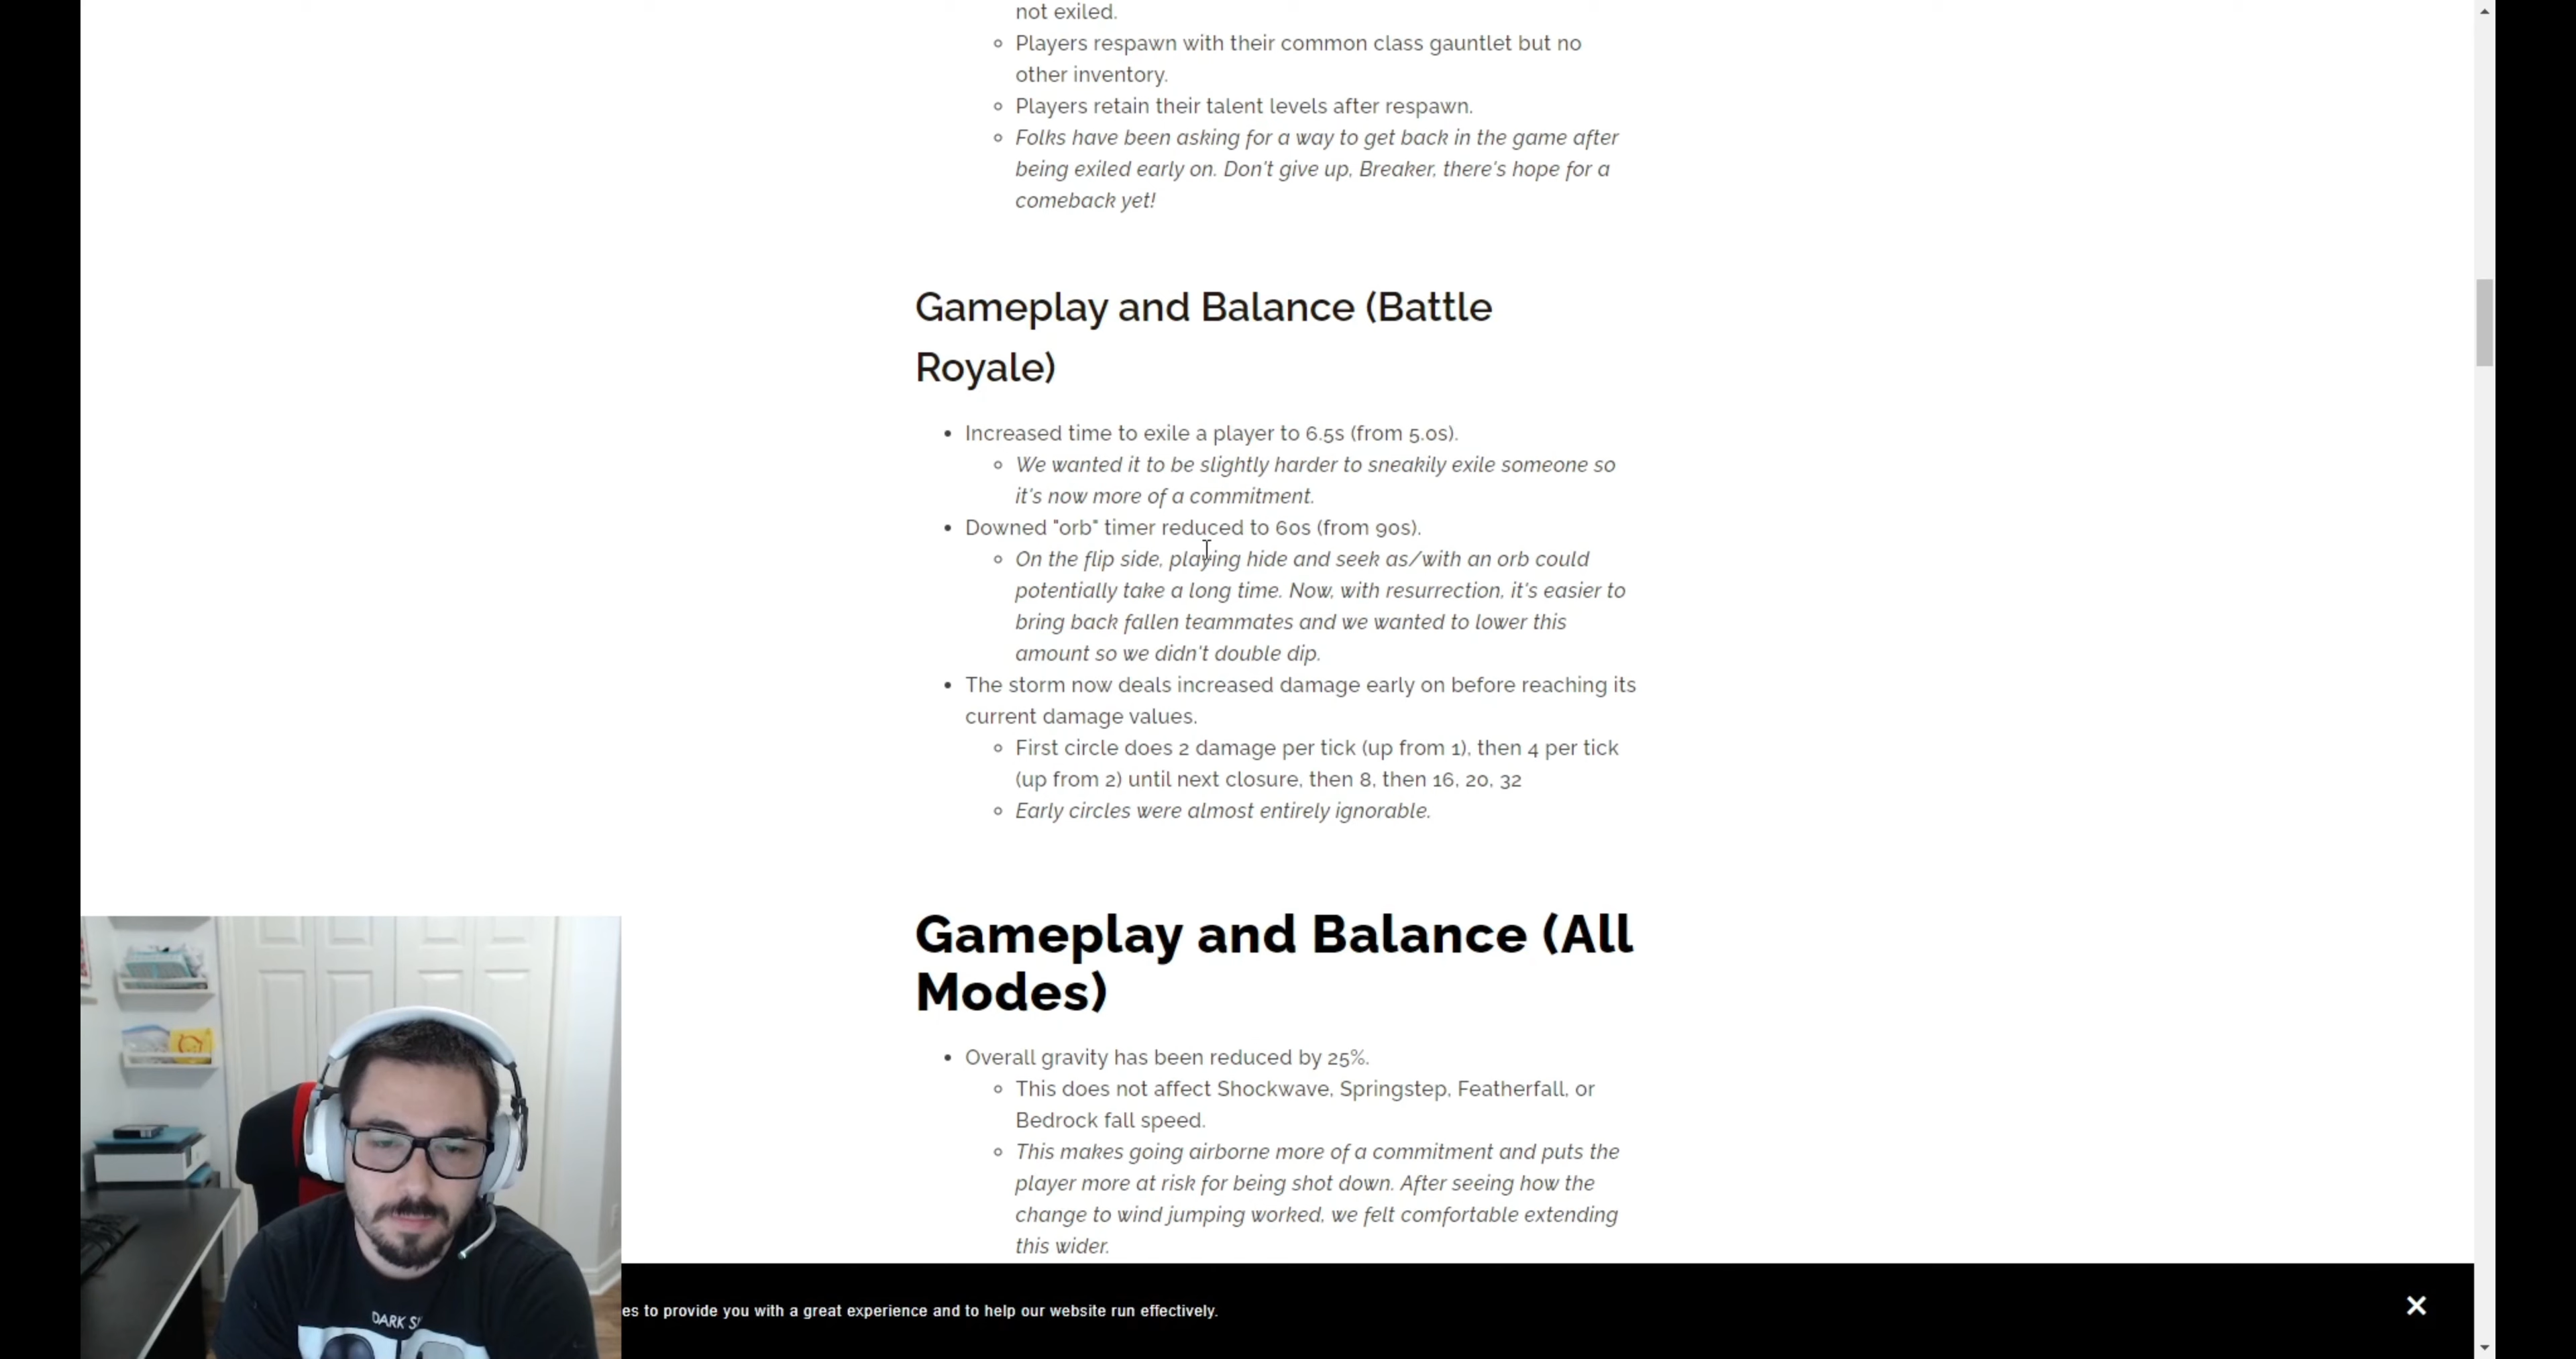 not exiled.
Players respawn with their common class gauntlet but no
other inventory.
Players retain their talent levels after respawn.
Folks have been asking for a way to get back in the game after
being exiled early on. Don't give up, Breaker, there's hope for a
comeback yet!
Gameplay and Balance (Battle
Royale)
Increased time to exile a player to 6.5s (from 5.0s).
We wanted it to be slightly harder to sneakily exile someone so
it's now more of a commitment.
Downed "orb" timer reduced to 60s (from 90s).
On the flip side, playing hide and seek as/with an orb could
potentially take a long time. Now, with resurrection, it's easier to
bring back fallen teammates and we wanted to lower this
amount so we didn't double dip.
The storm now deals increased damage early on before reaching its
current damage values.
First circle does 2 damage per tick (up from 1), then 4 per tick
(up from 2) until next closure, then 8, then 16, 20, 32
Early circles were almost entirely ignorable.
Gameplay and Balance (All
Modes)
Overall gravity has been reduced by 25%.
This does not affect Shockwave, Springstep, Featherfall, or
Bedrock fall speed.
This makes going airborne more of a commitment and puts the
player more at risk for being shot down. After seeing how the
change to wind jumping worked, we felt comfortable extending
this wider.
es to provide you with a great experience and to help our website run effectively.
DARK